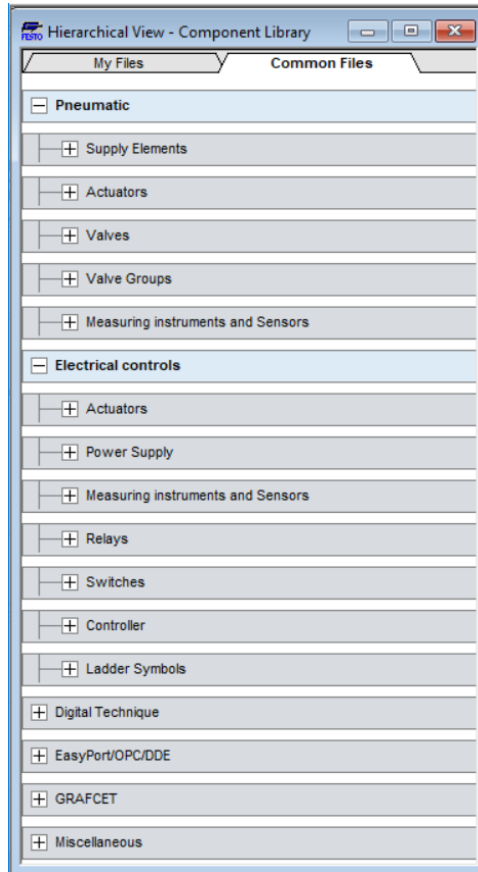 FESTO Hierarchical View - Component Library
My Files Common Files
Pneumatic
Supply Elements
Actuators
Valves
Valve Groups
Measuring instruments and Sensors
Electrical controls
Actuators
Power Supply
Measuring instruments and Sensors
Relays
Switches
Controller
Ladder Symbols
Digital Technique
EasyPort/OPC/DDE
GRAFCET
Miscellaneous